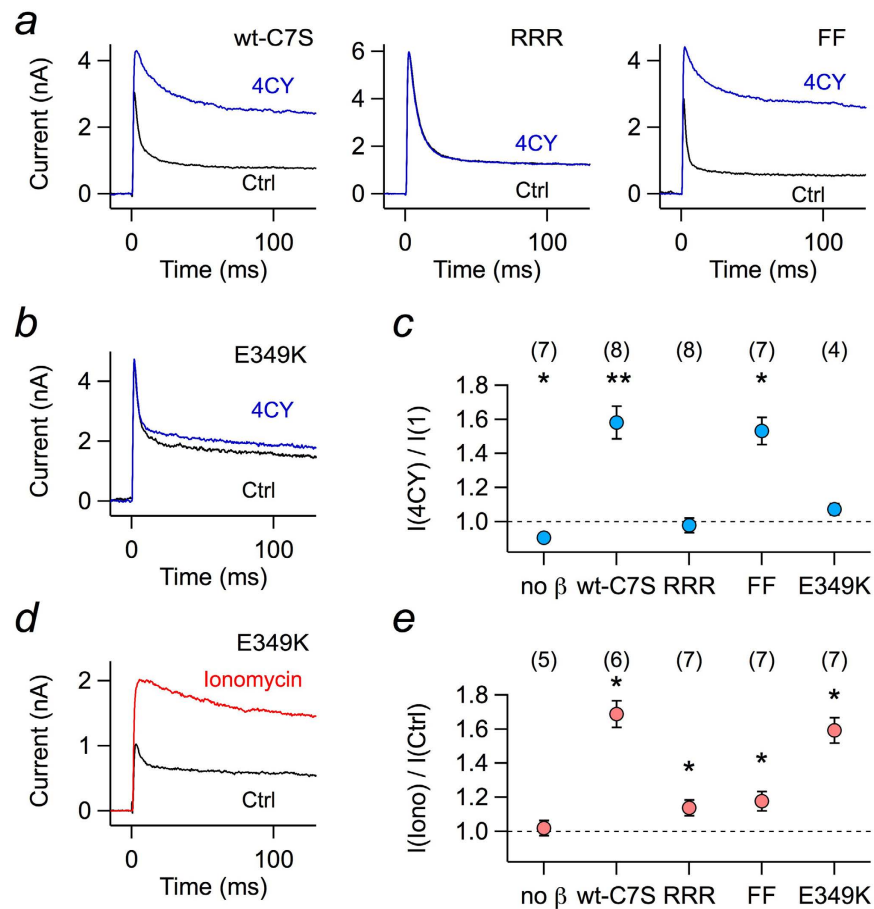 a
wt-C7S
RRR
FF
Current (nA)
4
2
0
4CY
Ctrl
0
100
Time (ms)
6
4
2
0
4CY
Ctrl
0
100
Time (ms)
4
2
0
4CY
Ctrl
0
100
Time (ms)
b
E349K
Current (nA)
4
2
0
4CY
Ctrl
0
100
Time (ms)
c
(7) (8) (8) (7) (4)
* ** *
I(4CY) / I(1)
1.8
1.6
1.4
1.2
1.0
no β wt-C7S RRR FF E349K
d
E349K
Current (nA)
2
1
0
Ionomycin
Ctrl
0
100
Time (ms)
e
(5) (6) (7) (7) (7)
* * * *
I(Iono) / I(Ctrl)
1.8
1.6
1.4
1.2
1.0
no β wt-C7S RRR FF E349K